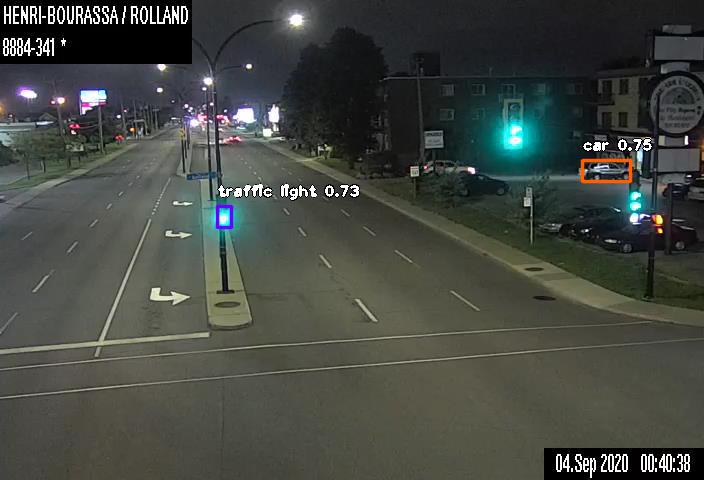 HENRI-BOURASSA / ROLLAND
8884-341 *
car 0.75
traffic light 0.73
04.Sep 2020 00:40:38